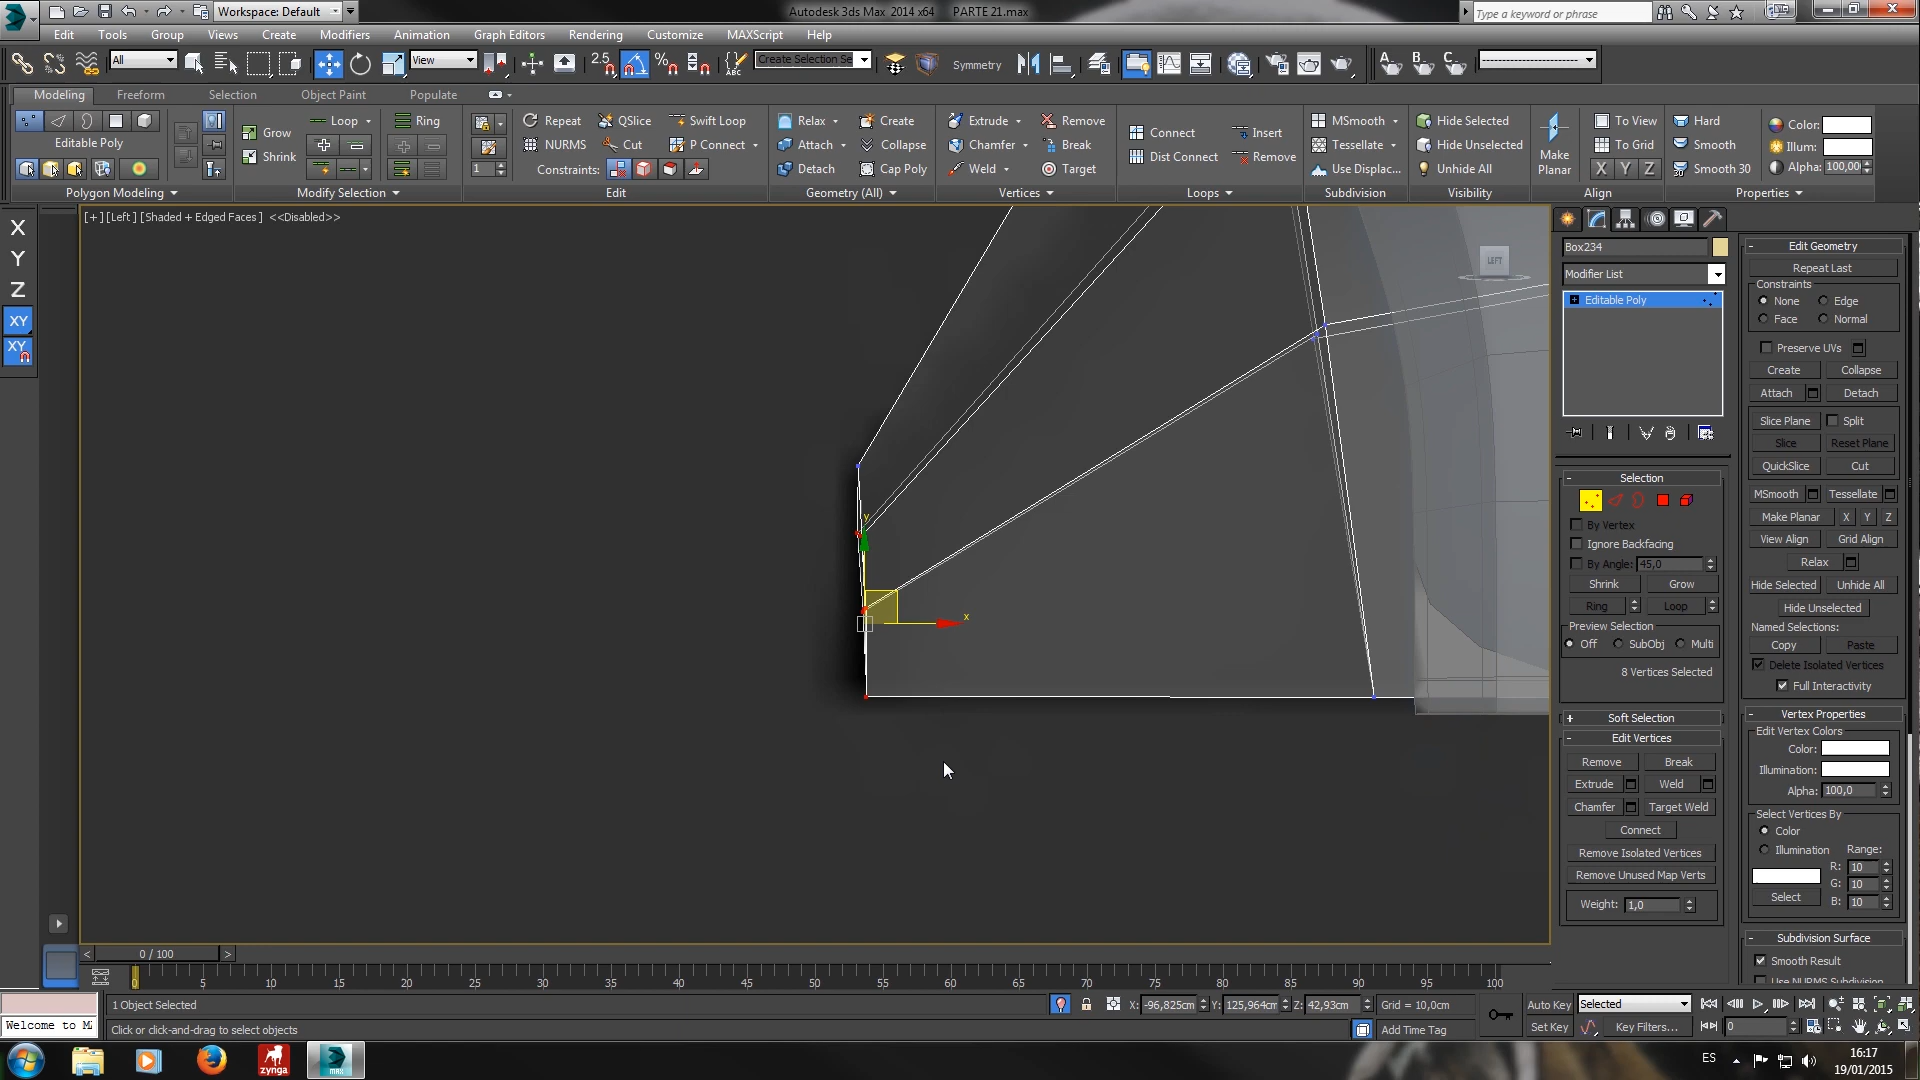 Workspace: Default
Autodesk 3ds Max 2014 x64 PARTE 21.max
Type a keyword or phrase
Edit Tools Group Views Create Modifiers Animation Graph Editors Rendering Customize MAXScript Help
All View 2.5 Create Selection Se Symmetry A C
Modeling Freeform Selection Object Paint Populate
Loop Ring Repeat QSlice Swift Loop Relax Create Extrude Remove MSmooth Hide Selected To View Hard Color:
Editable Poly Grow NURMS Cut P Connect Attach Collapse Chamfer Break Connect Insert Tessellate Hide Unselected To Grid Smooth Illum:
Shrink 1 Constraints: Detach Cap Poly Weld Target Dist Connect Remove Use Displac... Unhide All Make Planar X Y Z Smooth 30 Alpha: 100,00
Polygon Modeling Modify Selection Edit Geometry (All) Vertices Loops Subdivision Visibility Align Properties
X
Y
Z
XY
XY
[+] [Left] [Shaded + Edged Faces] <<Disabled>>
LEFT
y
x
Box234
Modifier List
Editable Poly
Selection
By Vertex
Ignore Backfacing
By Angle: 45,0
Shrink Grow
Ring Loop
Preview Selection
Off SubObj Multi
8 Vertices Selected
Soft Selection
Edit Vertices
Remove Break
Extrude Weld
Chamfer Target Weld
Connect
Remove Isolated Vertices
Remove Unused Map Verts
Weight: 1,0
Edit Geometry
Repeat Last
Constraints
None Edge
Face Normal
Preserve UVs
Create Collapse
Attach Detach
Slice Plane Split
Slice Reset Plane
QuickSlice Cut
MSmooth Tessellate
Make Planar X Y Z
View Align Grid Align
Relax
Hide Selected Unhide All
Hide Unselected
Named Selections:
Copy Paste
Delete Isolated Vertices
Full Interactivity
Vertex Properties
Edit Vertex Colors
Color:
Illumination:
Alpha: 100,0
Select Vertices By
Color
Illumination Range:
R: 10
G: 10
Select B: 10
Subdivision Surface
Smooth Result
Use NURMS Subdivision
< 0 / 100 >
0 5 10 15 20 25 30 35 40 45 50 55 60 65 70 75 80 85 90 95 100
1 Object Selected X: -96,825cm Y: 125,964cm Z: 42,93cm Grid = 10,0cm Auto Key Selected
Welcome to Click or click-and-drag to select objects Add Time Tag Set Key Key Filters... 0
zynga MAX ES 16:17
19/01/2015